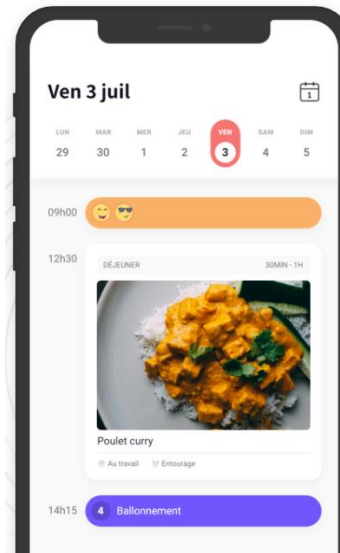 Ven 3 juil
1
LUN MAR MER JEU VEN SAM DIM
29 30 1 2 3 4 5
09h00
12h30
DÉJEUNER 30MIN - 1H
Poulet curry
Au travail Entourage
14h15 4 Ballonnement